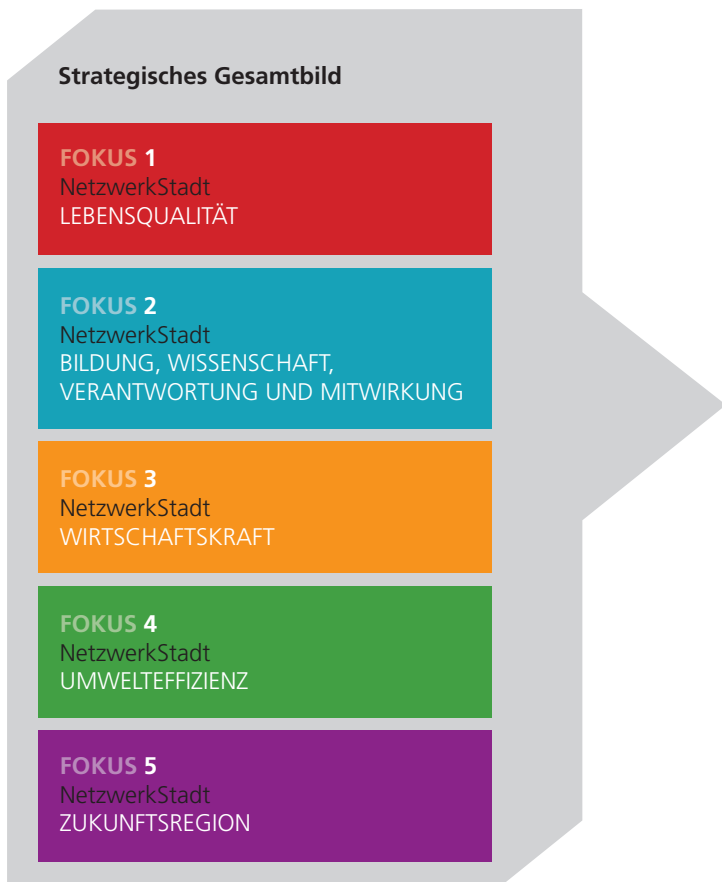 Strategisches Gesamtbild
FOKUS 1
NetzwerkStadt
LEBENSQUALITÄT
FOKUS 2
NetzwerkStadt
BILDUNG, WISSENSCHAFT,
VERANTWORTUNG UND MITWIRKUNG
FOKUS 3
NetzwerkStadt
WIRTSCHAFTSKRAFT
FOKUS 4
NetzwerkStadt
UMWELTEFFIZIENZ
FOKUS 5
NetzwerkStadt
ZUKUNFTSREGION